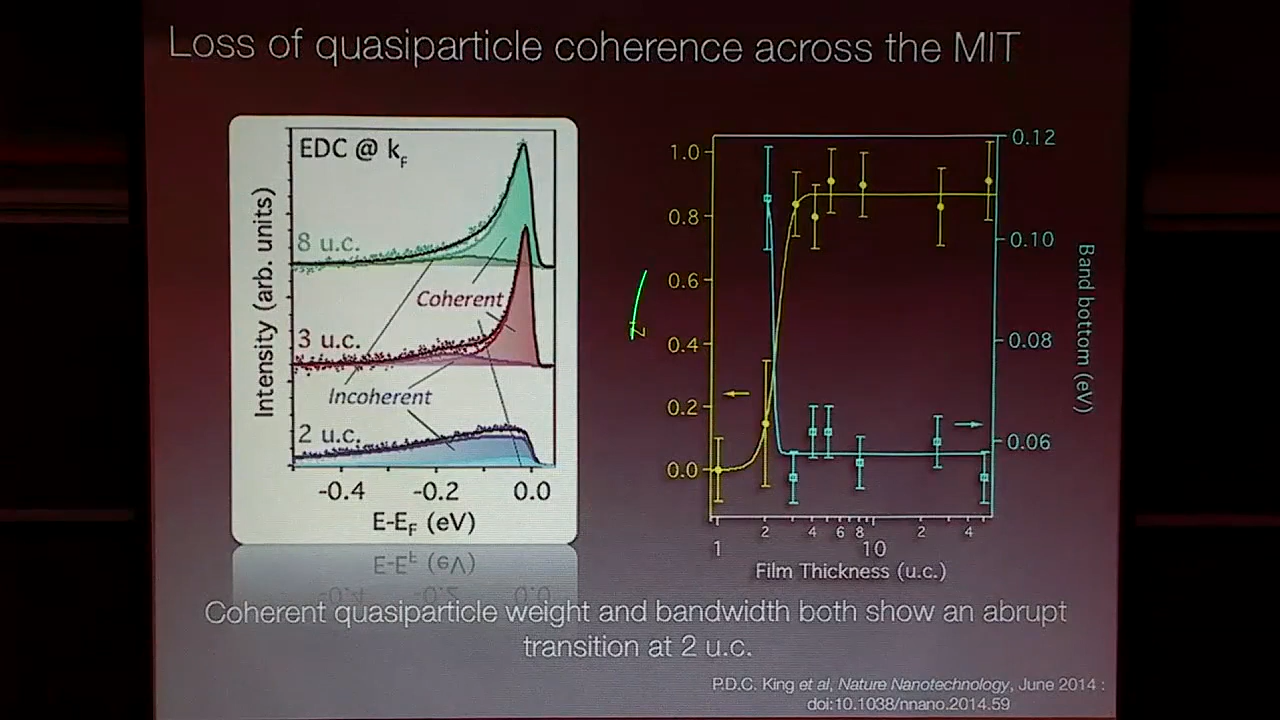 Loss of quasiparticle coherence across the MIT
EDC @ kF
8 u.c.
Coherent
3 u.c.
Incoherent
2 u.c.
Intensity (arb. units)
-0.4 -0.2 0.0
E-EF (eV)
1.0
0.8
0.6
0.4
0.2
0.0
Z
0.12
0.10
0.08
0.06
Band bottom (eV)
2 4 6 8 2 4
1 10
Film Thickness (u.c.)
Coherent quasiparticle weight and bandwidth both show an abrupt
transition at 2 u.c.
P.D.C. King et al, Nature Nanotechnology, June 2014 :
doi:10.1038/nnano.2014.59